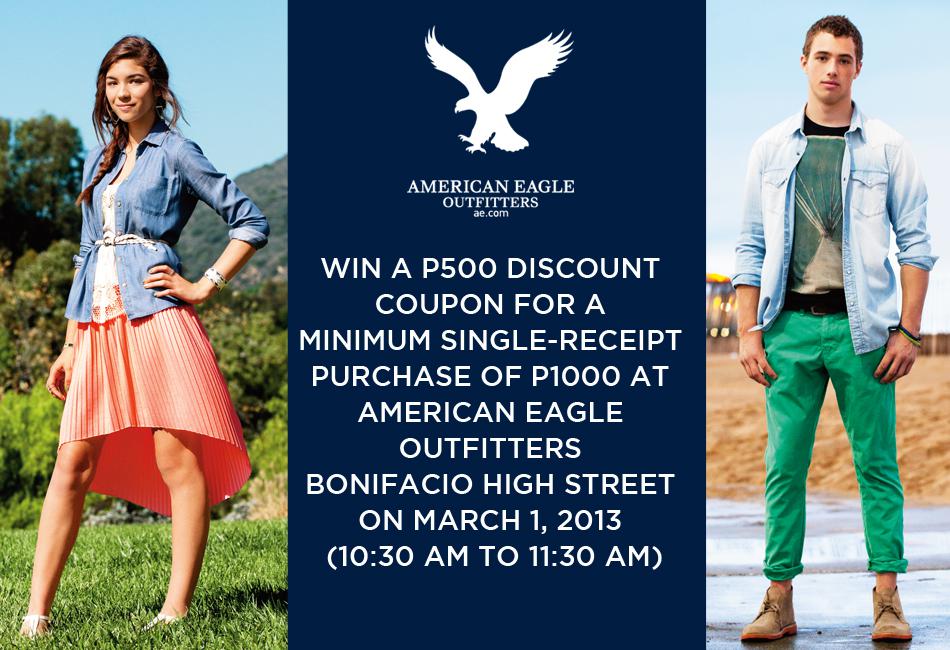 AMERICAN EAGLE
OUTFITTERS
ae.com
WIN A P500 DISCOUNT
COUPON FOR A
MINIMUM SINGLE-RECEIPT
PURCHASE OF P1000 AT
AMERICAN EAGLE
OUTFITTERS
BONIFACIO HIGH STREET
ON MARCH 1, 2013
(10:30 AM TO 11:30 AM)